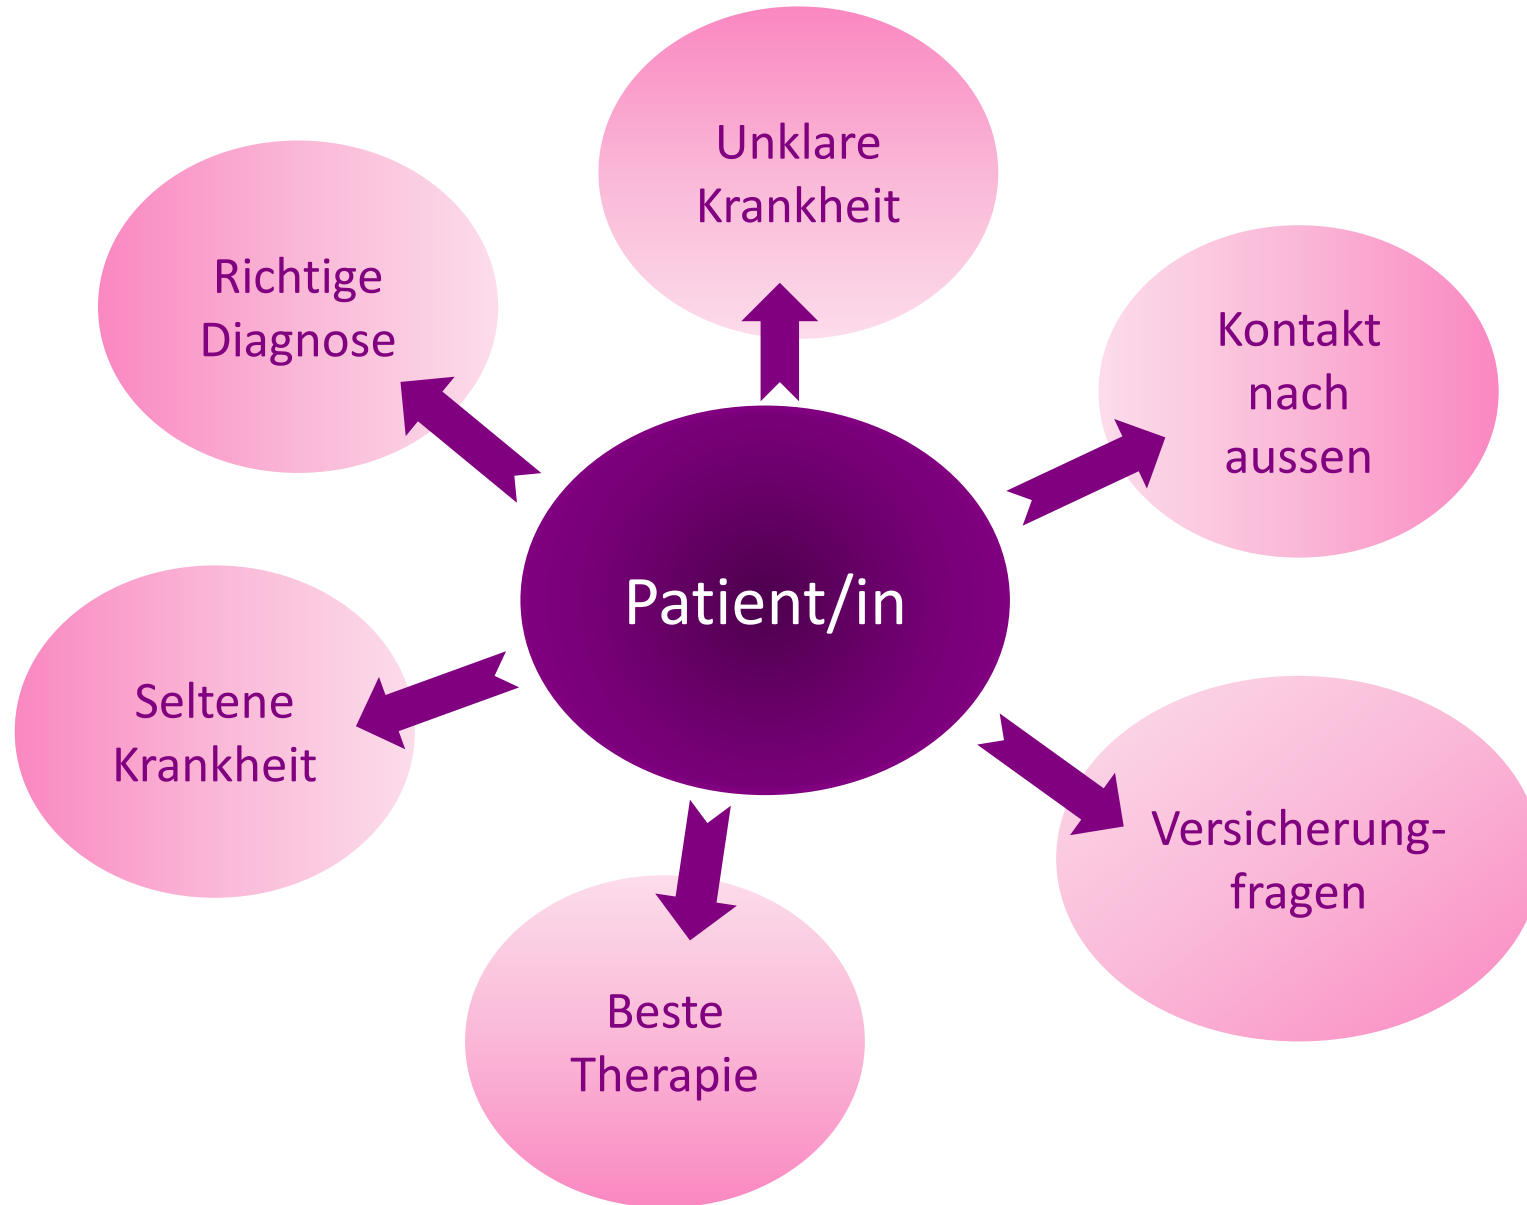 Unklare
Krankheit
Richtige
Diagnose
Kontakt
nach
aussen
Patient/in
Seltene
Krankheit
Versicherung-
fragen
Beste
Therapie